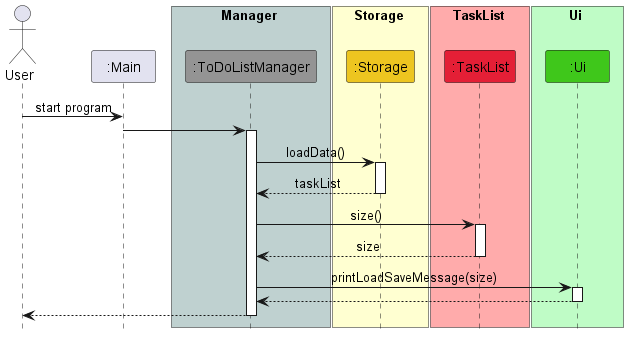 Manager
Storage
TaskList
Ui
User
:Main
:ToDoListManager
:Storage
:TaskList
:Ui
start program
loadData()
taskList
size()
size
printLoadSaveMessage(size)